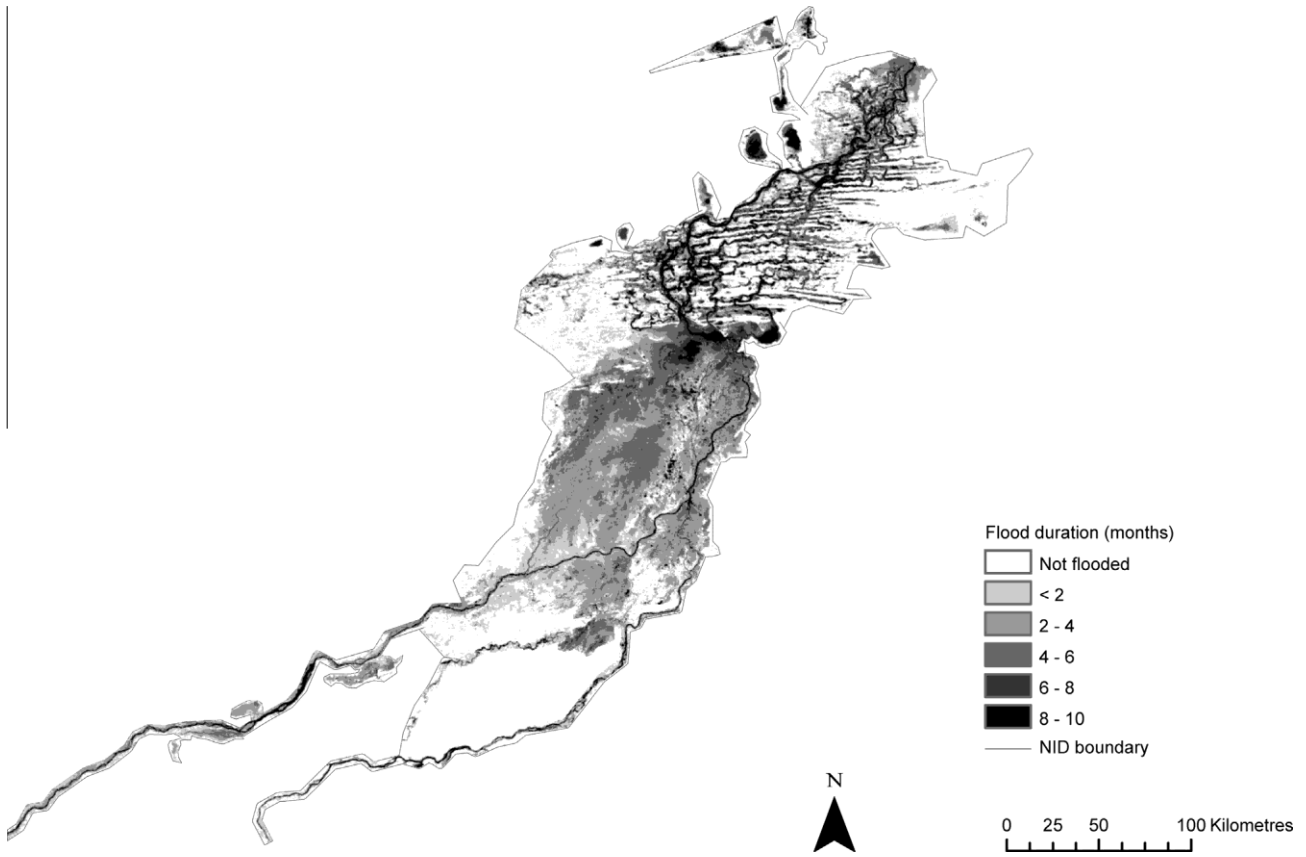 Flood duration (months)
Not flooded
< 2
2 - 4
4 - 6
6 - 8
8 - 10
NID boundary
N
0 25 50 100 Kilometres